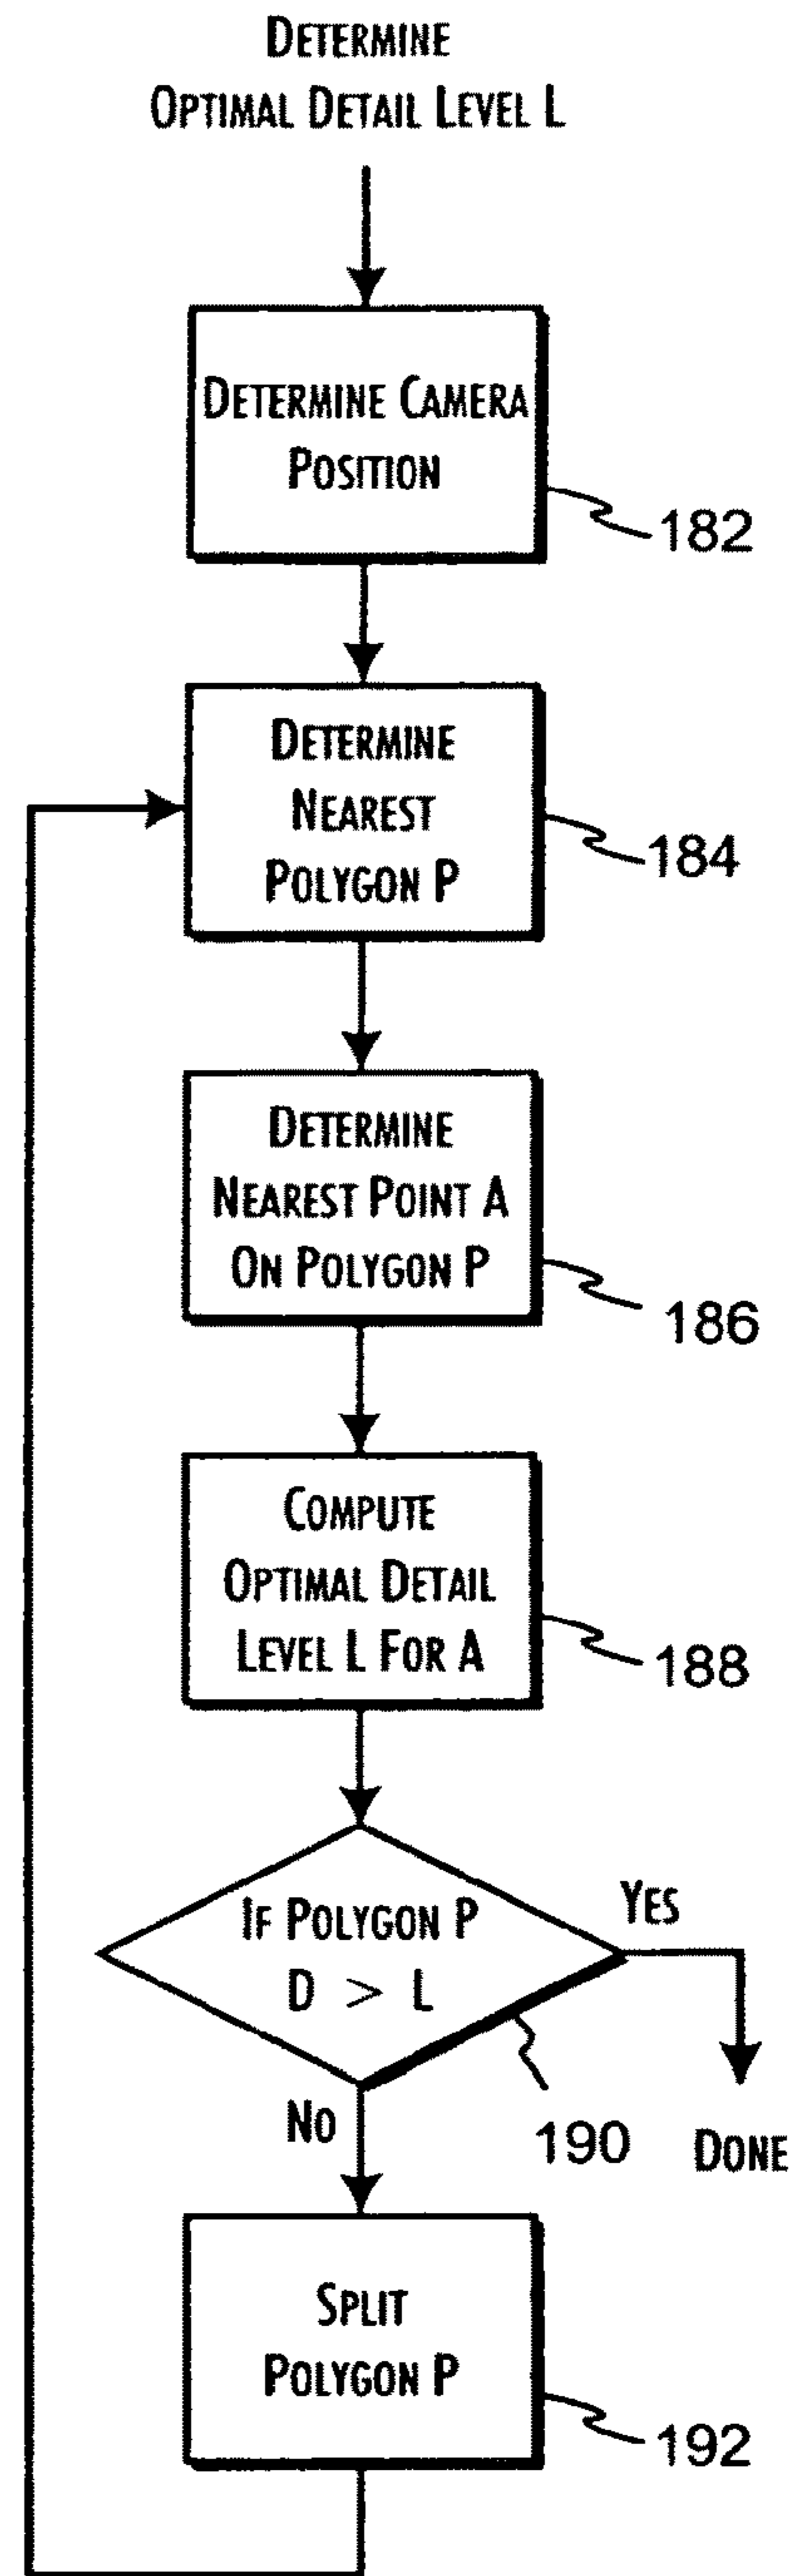 DETERMINE
OPTIMAL DETAIL LEVEL L
DETERMINE CAMERA
POSITION
182
DETERMINE
NEAREST
POLYGON P
184
DETERMINE
NEAREST POINT A
ON POLYGON P
186
COMPUTE
OPTIMAL DETAIL
LEVEL L FOR A
188
IF POLYGON P
D > L
YES
190
DONE
NO
SPLIT
POLYGON P
192